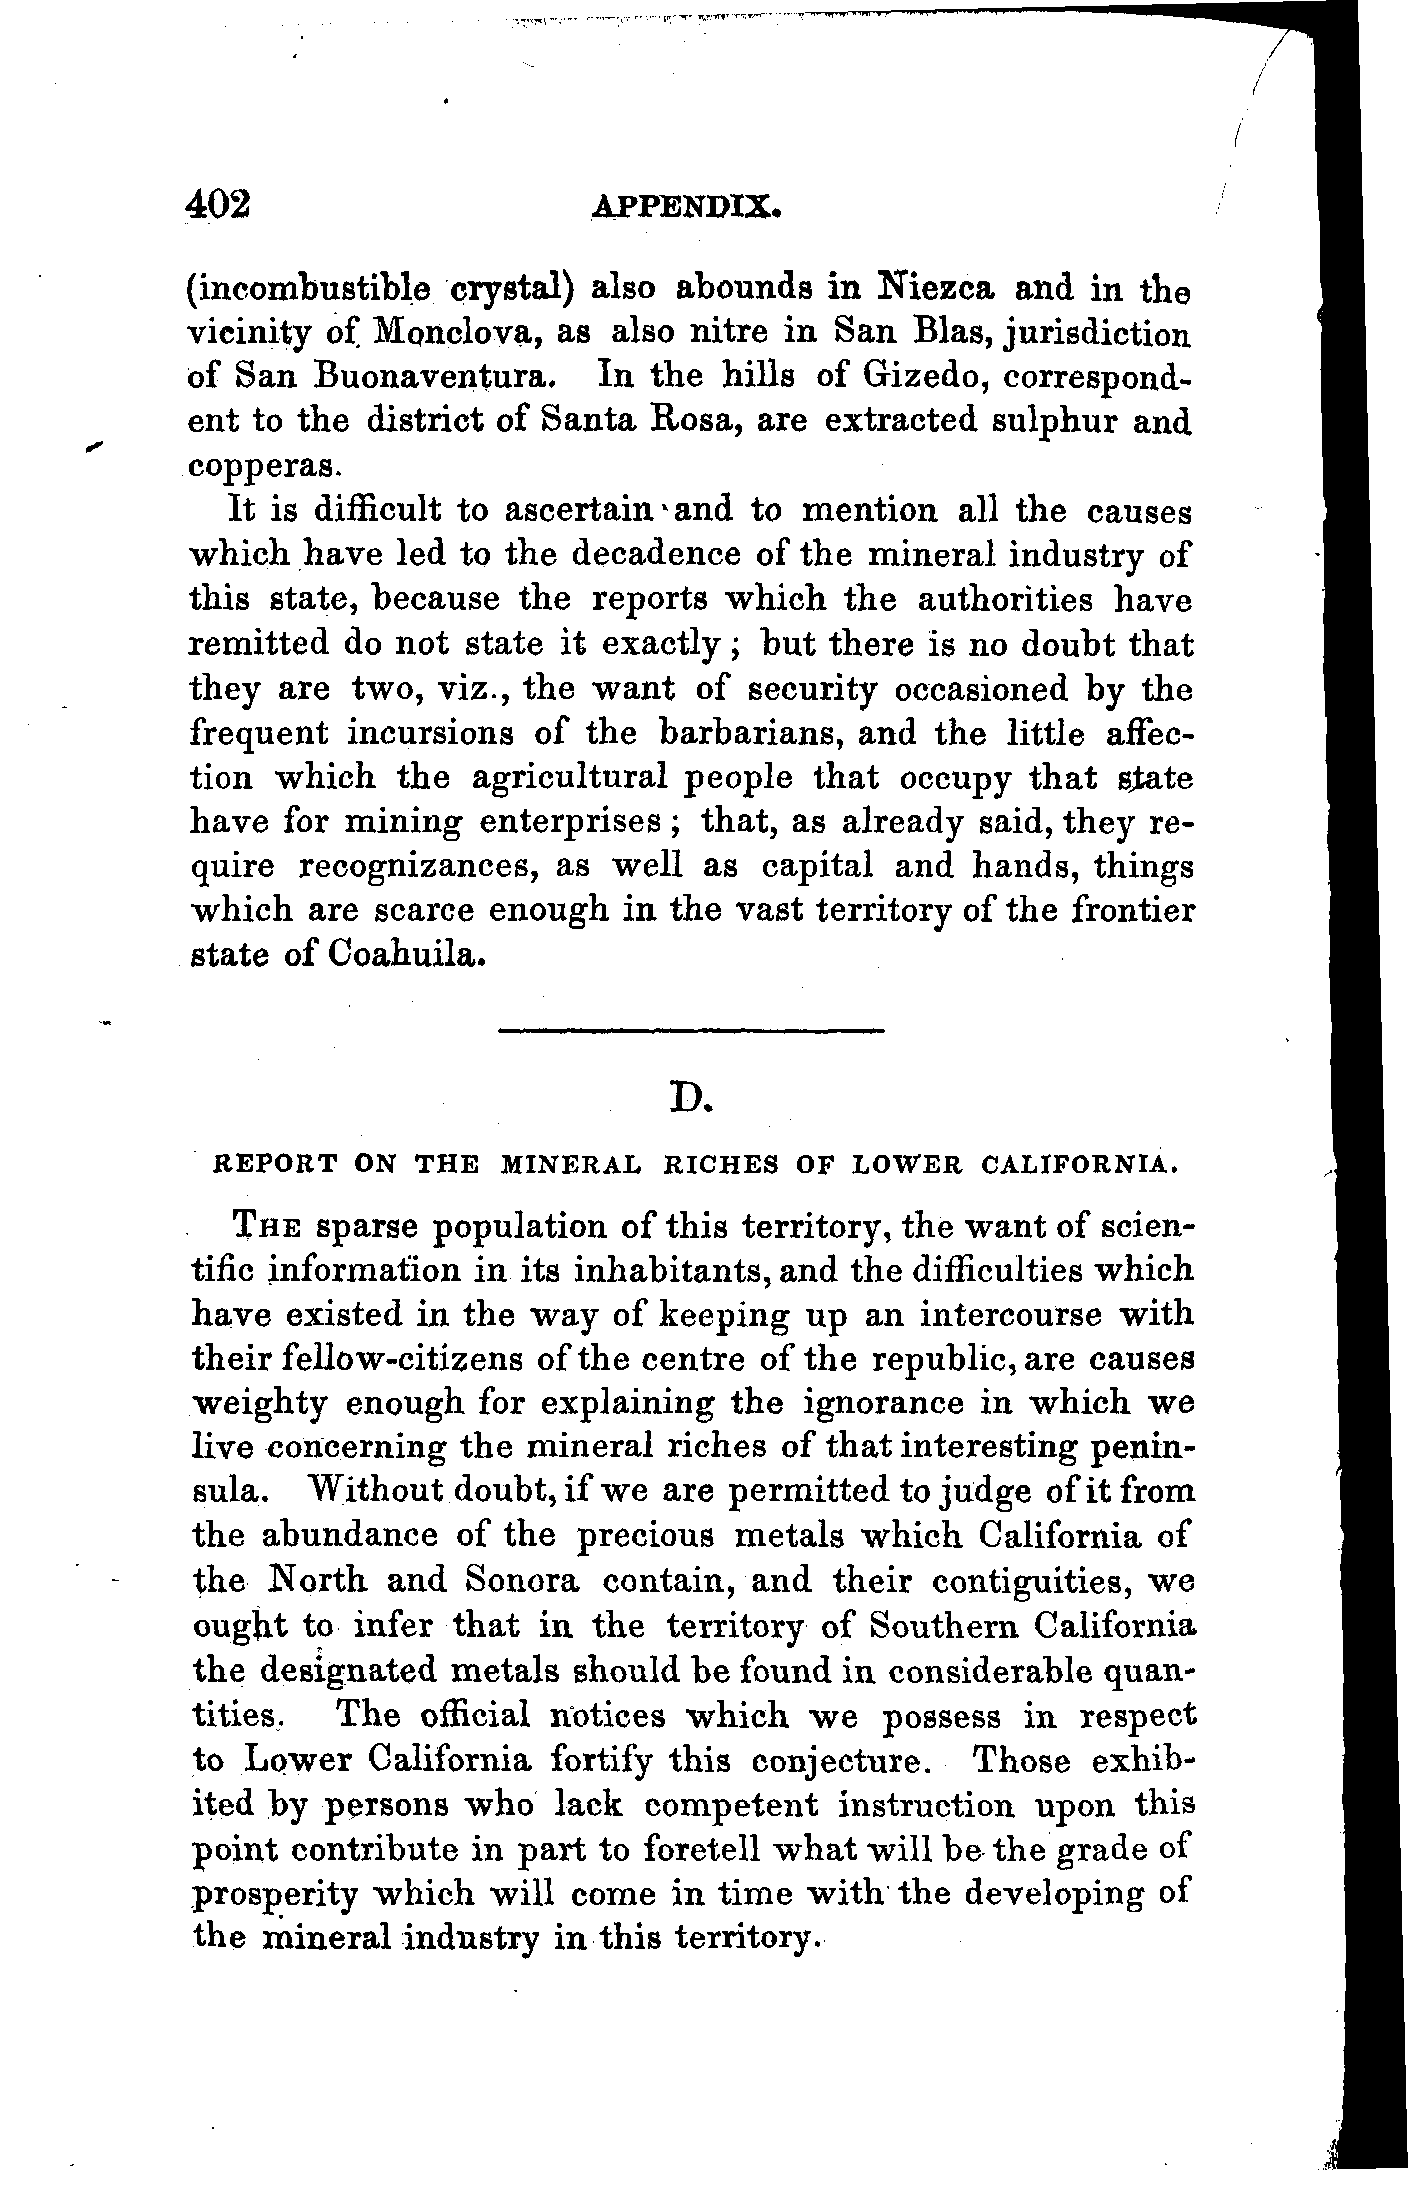 402 APPENDIX.
(incombustible crystal) also abounds in Niezca and in the
vicinity of Monclova, as also nitre in San Blas, jurisdiction
of San Buonaventura. In the hills of Gizedo, correspond-
ent to the district of Santa Rosa, are extracted sulphur and
copperas.
It is difficult to ascertain and to mention all the causes
which have led to the decadence of the mineral industry of
this state, because the reports which the authorities have
remitted do not state it exactly ; but there is no doubt that
they are two, viz., the want of security occasioned by the
frequent incursions of the barbarians, and the little affec-
tion which the agricultural people that occupy that state
have for mining enterprises ; that, as already said, they re-
quire recognizances, as well as capital and hands, things
which are scarce enough in the vast territory of the frontier
state of Coahuila.
D.
REPORT ON THE MINERAL RICHES OF LOWER CALIFORNIA.
THE sparse population of this territory, the want of scien-
tific information in its inhabitants, and the difficulties which
have existed in the way of keeping up an intercourse with
their fellow-citizens of the centre of the republic, are causes
weighty enough for explaining the ignorance in which we
live concerning the mineral riches of that interesting penin-
sula. Without doubt, if we are permitted to judge of it from
the abundance of the precious metals which California of
the North and Sonora contain, and their contiguities, we
ought to infer that in the territory of Southern California
the designated metals should be found in considerable quan-
tities. The official notices which we possess in respect
to Lower California fortify this conjecture. Those exhib-
ited by persons who lack competent instruction upon this
point contribute in part to foretell what will be the grade of
prosperity which will come in time with the developing of
the mineral industry in this territory.